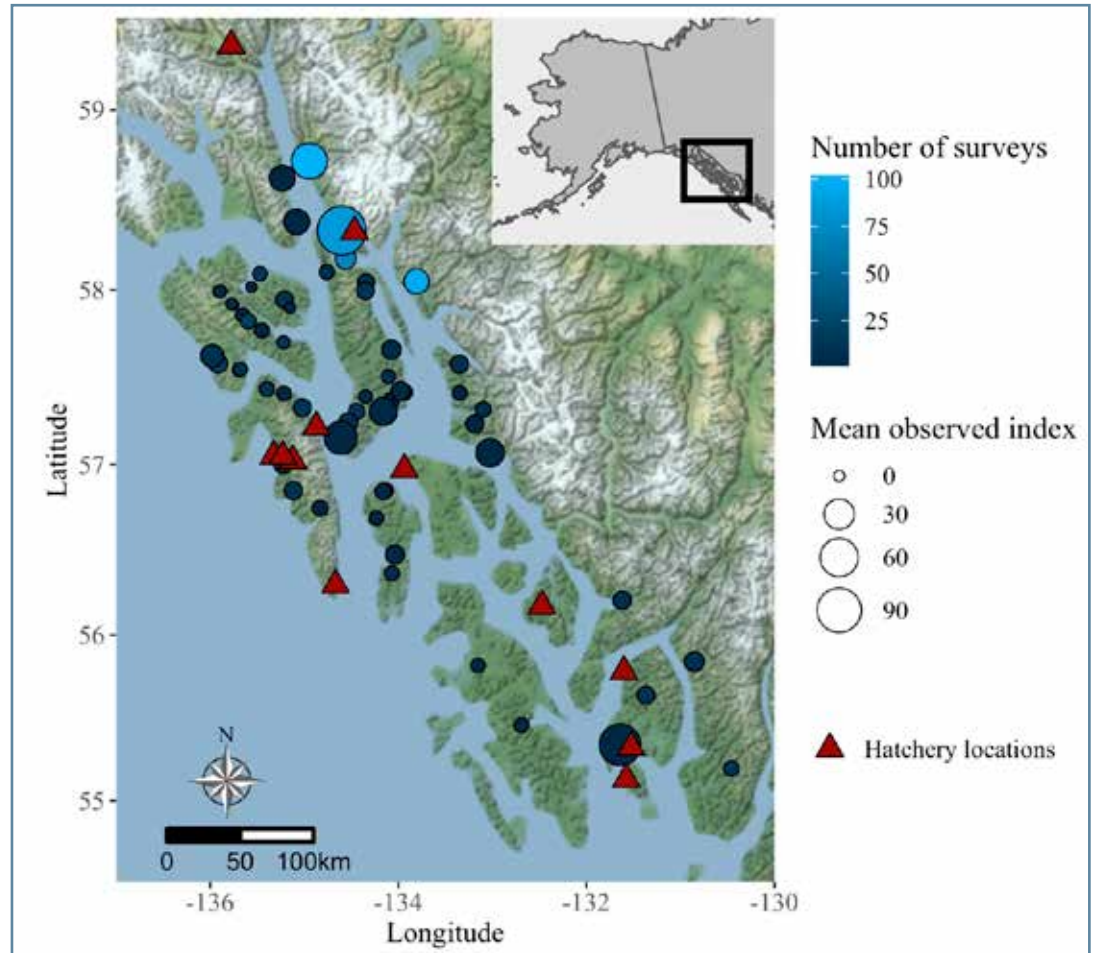 59
58
57
56
55
Latitude
-136
-134
-132
-130
Longitude
N
0 50 100km
Number of surveys
100
75
50
25
Mean observed index
0
30
60
90
Hatchery locations